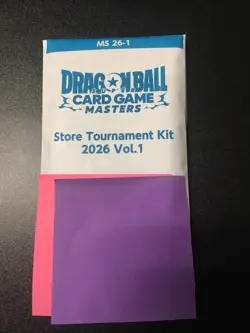 MS 26-1
DRAGON BALL
CARD GAME
MASTERS
Store Tournament Kit
2026 Vol.1